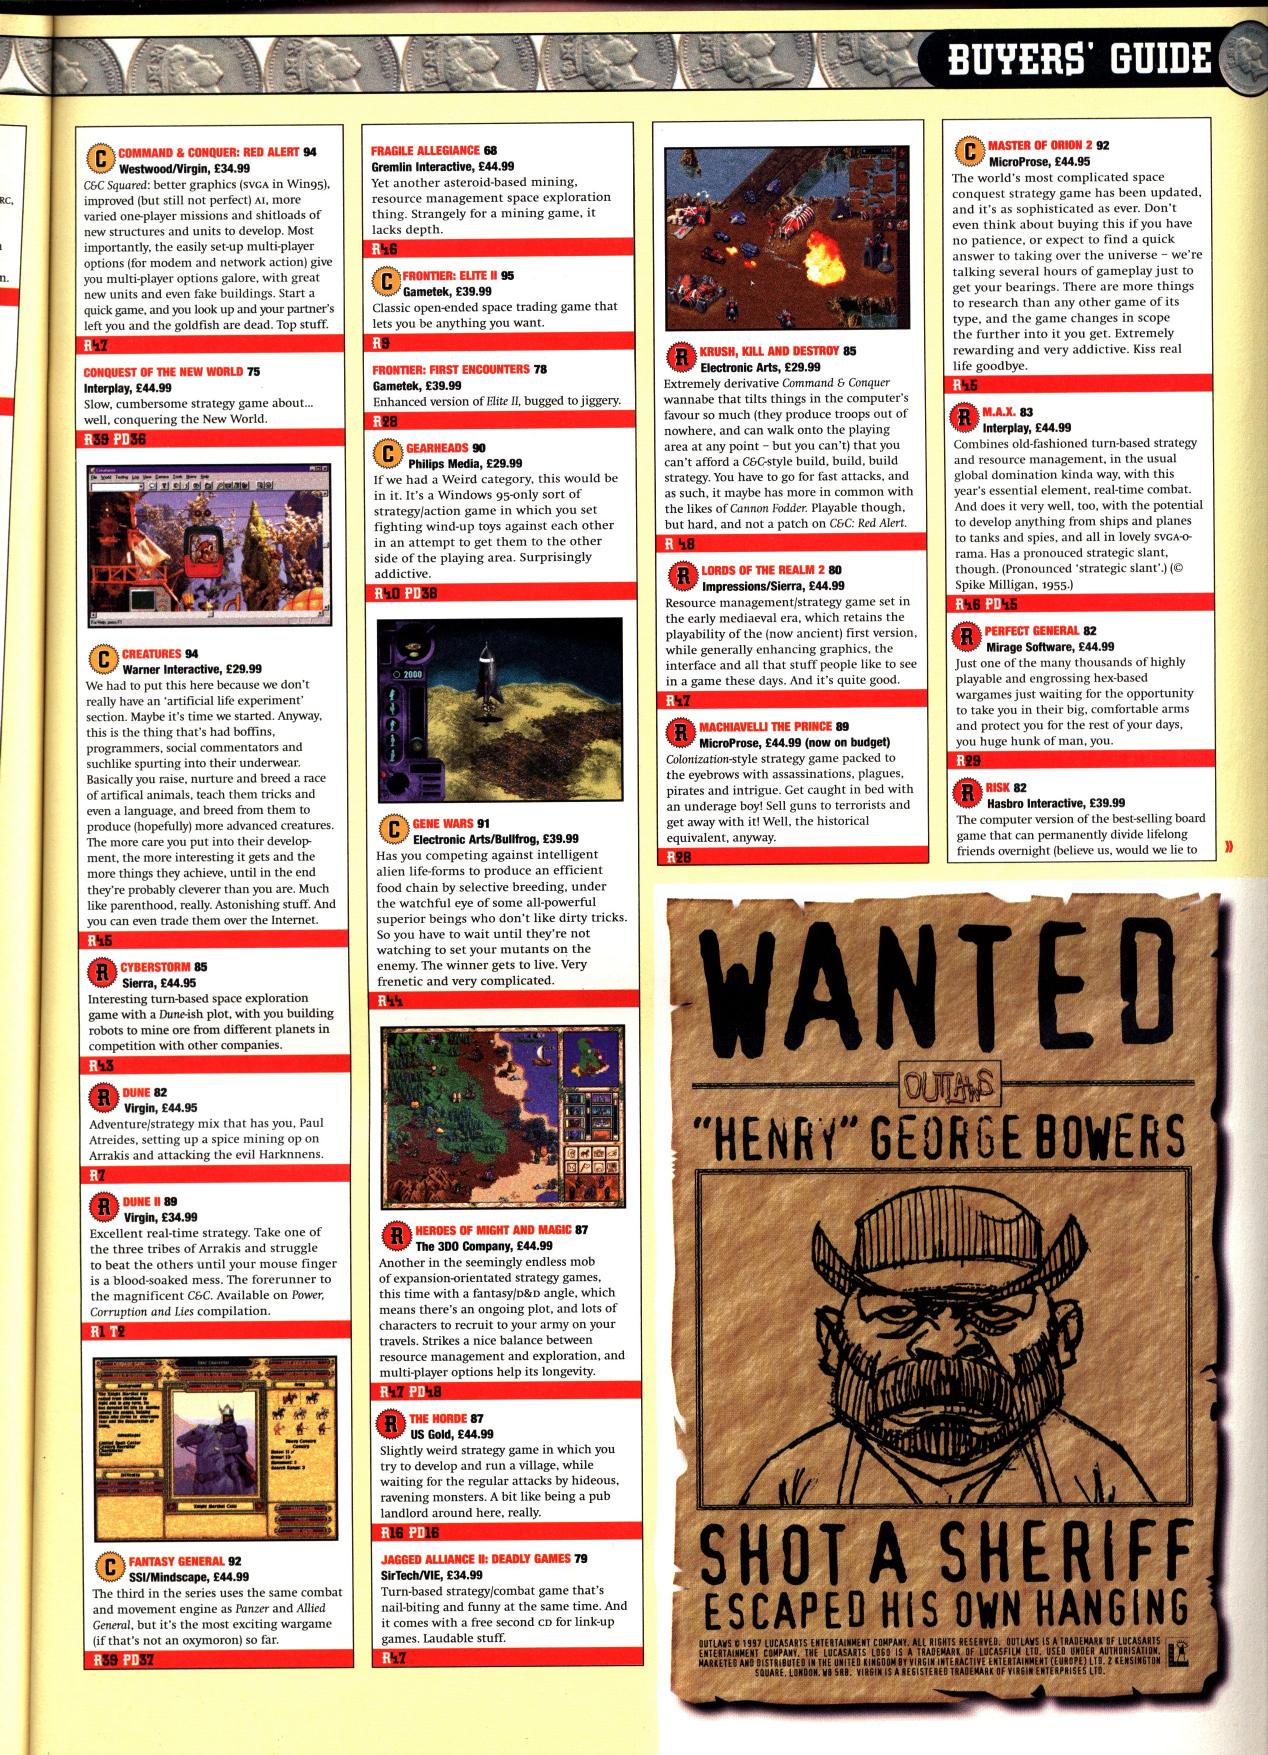 BUYERS' GUIDE
RC,
n.
C COMMAND & CONQUER: RED ALERT 94
Westwood/Virgin, £34.99
C&C Squared: better graphics (SVGA in Win95),
improved (but still not perfect) AI, more
varied one-player missions and shitloads of
new structures and units to develop. Most
importantly, the easily set-up multi-player
options (for modem and network action) give
you multi-player options galore, with great
new units and even fake buildings. Start a
quick game, and you look up and your partner's
left you and the goldfish are dead. Top stuff.
R47
CONQUEST OF THE NEW WORLD 75
Interplay, £44.99
Slow, cumbersome strategy game about...
well, conquering the New World.
R39 PD36
C CREATURES 94
Warner Interactive, £29.99
We had to put this here because we don't
really have an 'artificial life experiment'
section. Maybe it's time we started. Anyway,
this is the thing that's had boffins,
programmers, social commentators and
suchlike spurting into their underwear.
Basically you raise, nurture and breed a race
of artifical animals, teach them tricks and
even a language, and breed from them to
produce (hopefully) more advanced creatures.
The more care you put into their develop-
ment, the more interesting it gets and the
more things they achieve, until in the end
they're probably cleverer than you are. Much
like parenthood, really. Astonishing stuff. And
you can even trade them over the Internet.
R45
R CYBERSTORM 85
Sierra, £44.95
Interesting turn-based space exploration
game with a Dune-ish plot, with you building
robots to mine ore from different planets in
competition with other companies.
R43
R DUNE 82
Virgin, £44.95
Adventure/strategy mix that has you, Paul
Atreides, setting up a spice mining op on
Arrakis and attacking the evil Harknnens.
R7
R DUNE II 89
Virgin, £34.99
Excellent real-time strategy. Take one of
the three tribes of Arrakis and struggle
to beat the others until your mouse finger
is a blood-soaked mess. The forerunner to
the magnificent C&C. Available on Power,
Corruption and Lies compilation.
R1 T2
C FANTASY GENERAL 92
SSI/Mindscape, £44.99
The third in the series uses the same combat
and movement engine as Panzer and Allied
General, but it's the most exciting wargame
(if that's not an oxymoron) so far.
R39 PD37
FRAGILE ALLEGIANCE 68
Gremlin Interactive, £44.99
Yet another asteroid-based mining,
resource management space exploration
thing. Strangely for a mining game, it
lacks depth.
R46
C FRONTIER: ELITE II 95
Gametek, £39.99
Classic open-ended space trading game that
lets you be anything you want.
R9
FRONTIER: FIRST ENCOUNTERS 78
Gametek, £39.99
Enhanced version of Elite II, bugged to jiggery.
R28
C GEARHEADS 90
Philips Media, £29.99
If we had a Weird category, this would be
in it. It's a Windows 95-only sort of
strategy/action game in which you set
fighting wind-up toys against each other
in an attempt to get them to the other
side of the playing area. Surprisingly
addictive.
R40 PD38
2000
C GENE WARS 91
Electronic Arts/Bullfrog, £39.99
Has you competing against intelligent
alien life-forms to produce an efficient
food chain by selective breeding, under
the watchful eye of some all-powerful
superior beings who don't like dirty tricks.
So you have to wait until they're not
watching to set your mutants on the
enemy. The winner gets to live. Very
frenetic and very complicated.
R44
R HEROES OF MIGHT AND MAGIC 87
The 3DO Company, £44.99
Another in the seemingly endless mob
of expansion-orientated strategy games,
this time with a fantasy/D&D angle, which
means there's an ongoing plot, and lots of
characters to recruit to your army on your
travels. Strikes a nice balance between
resource management and exploration, and
multi-player options help its longevity.
R47 PD48
R THE HORDE 87
US Gold, £44.99
Slightly weird strategy game in which you
try to develop and run a village, while
waiting for the regular attacks by hideous,
ravening monsters. A bit like being a pub
landlord around here, really.
R16 PD16
JAGGED ALLIANCE II: DEADLY GAMES 79
SirTech/VIE, £34.99
Turn-based strategy/combat game that's
nail-biting and funny at the same time. And
it comes with a free second CD for link-up
games. Laudable stuff.
R47
R KRUSH, KILL AND DESTROY 85
Electronic Arts, £29.99
Extremely derivative Command & Conquer
wannabe that tilts things in the computer's
favour so much (they produce troops out of
nowhere, and can walk onto the playing
area at any point – but you can't) that you
can't afford a C&C-style build, build, build
strategy. You have to go for fast attacks, and
as such, it maybe has more in common with
the likes of Cannon Fodder. Playable though,
but hard, and not a patch on C&C: Red Alert.
R 48
R LORDS OF THE REALM 2 80
Impressions/Sierra, £44.99
Resource management/strategy game set in
the early mediaeval era, which retains the
playability of the (now ancient) first version,
while generally enhancing graphics, the
interface and all that stuff people like to see
in a game these days. And it's quite good.
R47
R MACHIAVELLI THE PRINCE 89
MicroProse, £44.99 (now on budget)
Colonization-style strategy game packed to
the eyebrows with assassinations, plagues,
pirates and intrigue. Get caught in bed with
an underage boy! Sell guns to terrorists and
get away with it! Well, the historical
equivalent, anyway.
R28
C MASTER OF ORION 2 92
MicroProse, £44.95
The world's most complicated space
conquest strategy game has been updated,
and it's as sophisticated as ever. Don't
even think about buying this if you have
no patience, or expect to find a quick
answer to taking over the universe – we're
talking several hours of gameplay just to
get your bearings. There are more things
to research than any other game of its
type, and the game changes in scope
the further into it you get. Extremely
rewarding and very addictive. Kiss real
life goodbye.
R45
R M.A.X. 83
Interplay, £44.99
Combines old-fashioned turn-based strategy
and resource management, in the usual
global domination kinda way, with this
year's essential element, real-time combat.
And does it very well, too, with the potential
to develop anything from ships and planes
to tanks and spies, and all in lovely SVGA-o-
rama. Has a pronouced strategic slant,
though. (Pronounced 'strategic slant'.) (©
Spike Milligan, 1955.)
R46 PD45
R PERFECT GENERAL 82
Mirage Software, £44.99
Just one of the many thousands of highly
playable and engrossing hex-based
wargames just waiting for the opportunity
to take you in their big, comfortable arms
and protect you for the rest of your days,
you huge hunk of man, you.
R29
R RISK 82
Hasbro Interactive, £39.99
The computer version of the best-selling board
game that can permanently divide lifelong
friends overnight (believe us, would we lie to
»
WANTED
OUTLAWS
"HENRY" GEORGE BOWERS
SHOT A SHERIFF
ESCAPED HIS OWN HANGING
OUTLAWS © 1997 LUCASARTS ENTERTAINMENT COMPANY. ALL RIGHTS RESERVED. OUTLAWS IS A TRADEMARK OF LUCASARTS
ENTERTAINMENT COMPANY. THE LUCASARTS LOGO IS A TRADEMARK OF LUCASFILM LTD. USED UNDER AUTHORISATION.
MARKETED AND DISTRIBUTED IN THE UNITED KINGDOM BY VIRGIN INTERACTIVE ENTERTAINMENT (EUROPE) LTD. 2 KENSINGTON
SQUARE, LONDON. W8 5RB. VIRGIN IS A REGISTERED TRADEMARK OF VIRGIN ENTERPRISES LTD.